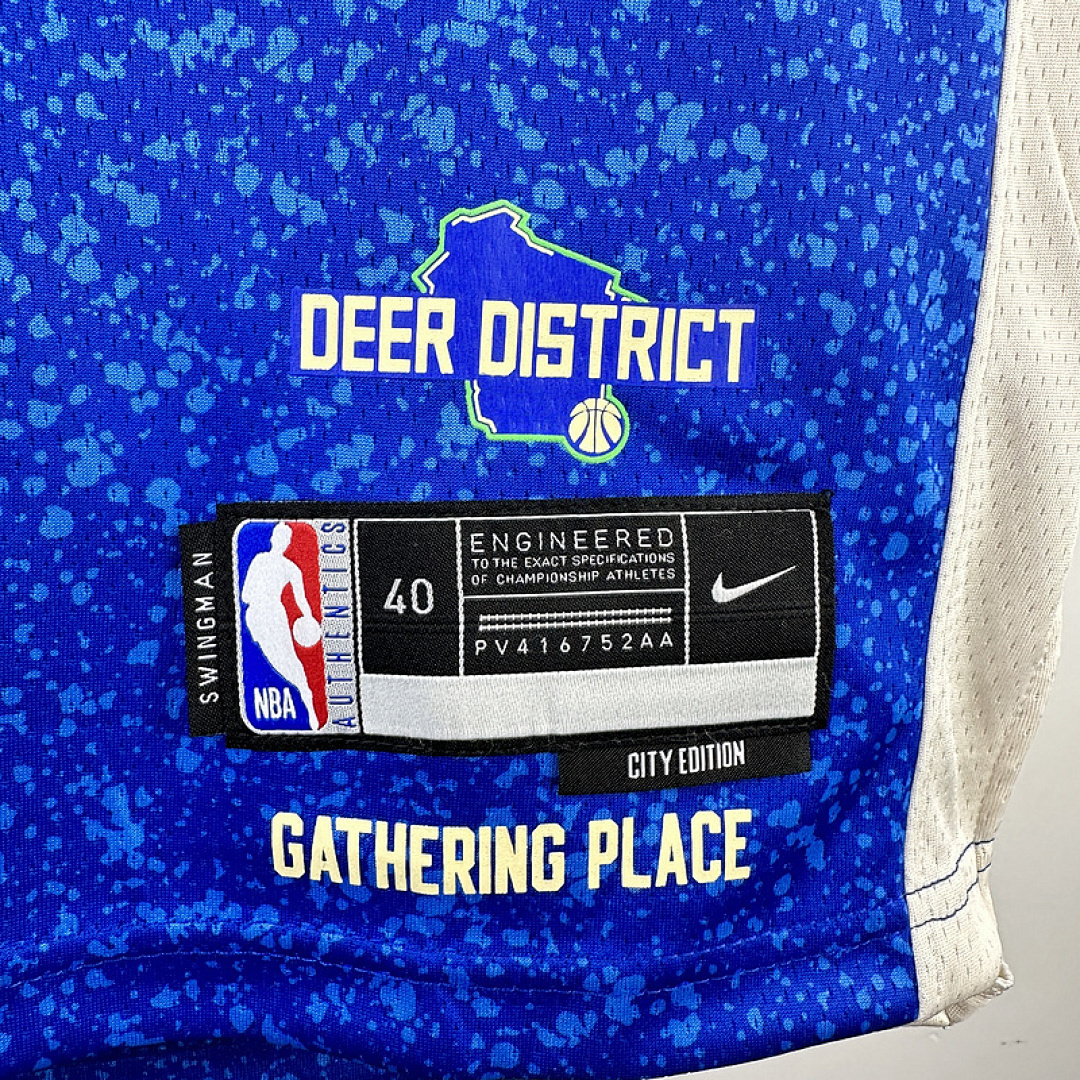 DEER DISTRICT
SWINGMAN
NBA
AUTHENTICS
40
ENGINEERED
TO THE EXACT SPECIFICATIONS
OF CHAMPIONSHIP ATHLETES
PV416752AA
CITY EDITION
GATHERING PLACE